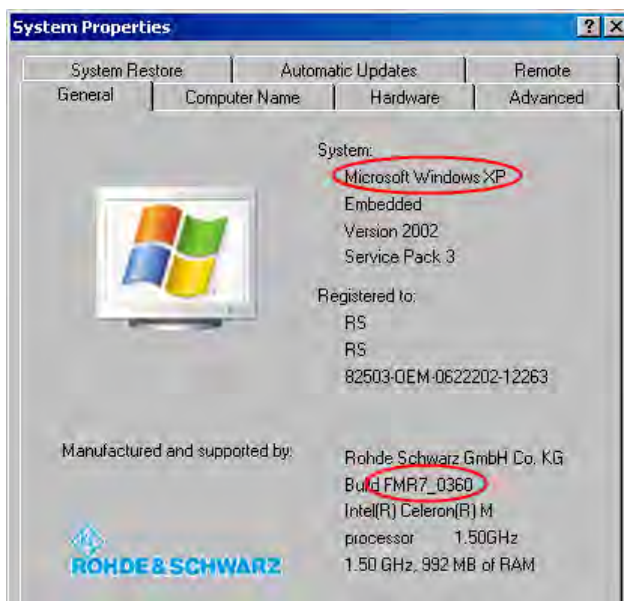 System Properties
System Restore
Automatic Updates
Remote
General
Computer Name
Hardware
Advanced
System:
Microsoft Windows XP
Embedded
Version 2002
Service Pack 3
Registered to:
RS
RS
82503-OEM-0622202-12263
Manufactured and supported by:
Rohde Schwarz GmbH Co. KG
Build FMR7_0360
Intel(R) Celeron(R) M
processor 1.50GHz
1.50 GHz, 992 MB of RAM
ROHDE & SCHWARZ